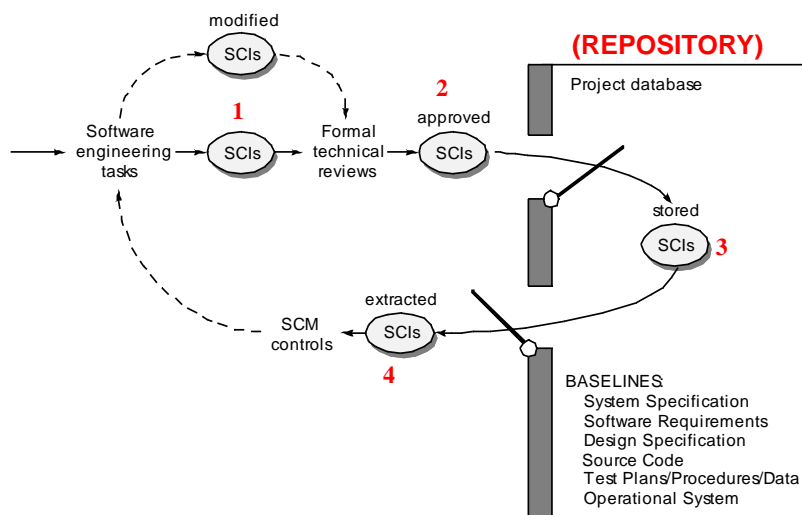 modified
SCIs
(REPOSITORY)
Project database
1
2
approved
Software
engineering
tasks
SCIs
Formal
technical
reviews
SCIs
stored
SCIs
3
extracted
SCIs
SCM
controls
4
BASELINES:
System Specification
Software Requirements
Design Specification
Source Code
Test Plans/Procedures/Data
Operational System